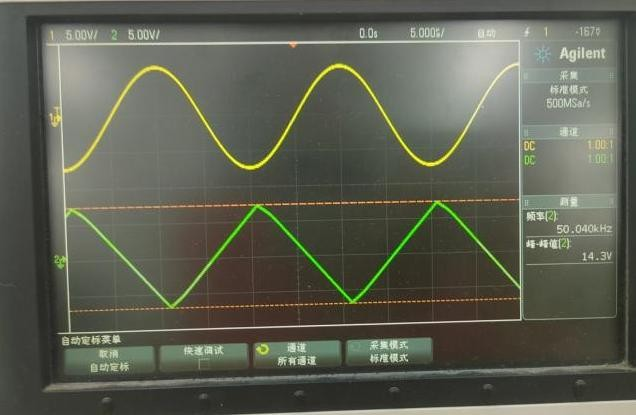 1 5.00V/ 2 5.00V/ 0.0s 5.000㎲/ 自动 1 -167
Agilent
采集
标准模式
500MSa/s
通道
DC 1.00:1
DC 1.00:1
测量
频率(2):
50.040kHz
峰-峰值(2):
14.3V
1
2
自动定标菜单
取消
自动定标
快速调试
通道
所有通道
采集模式
标准模式